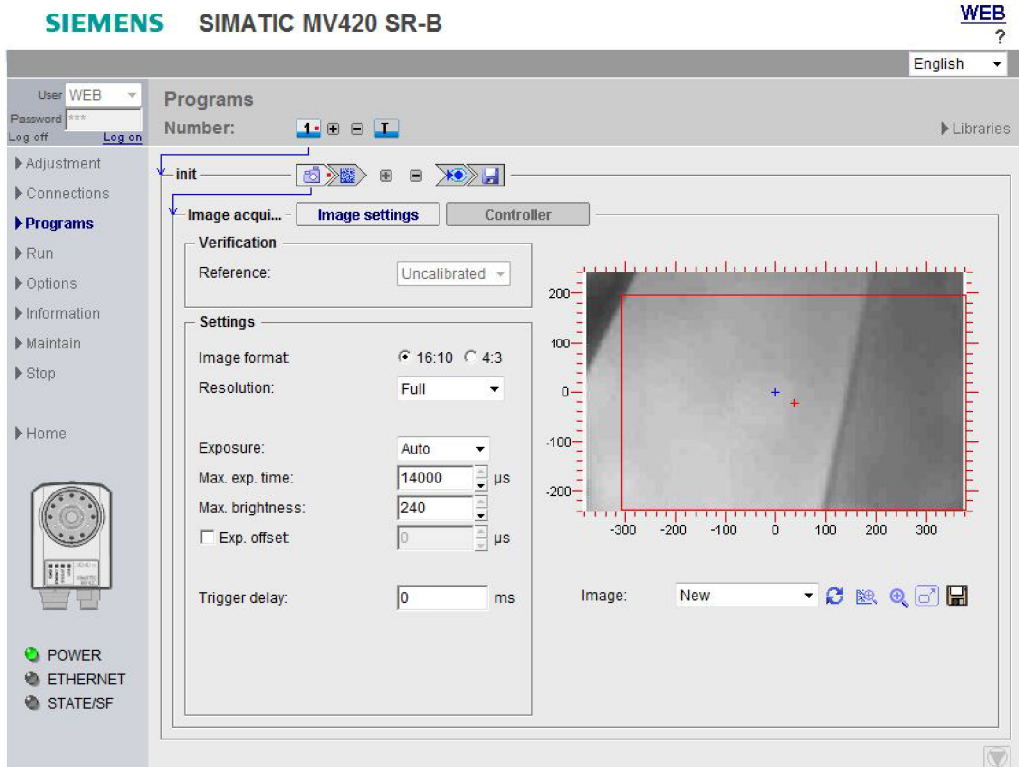 SIEMENS SIMATIC MV420 SR-B
WEB
?
English
User WEB
Password ***
Log off Log on
Programs
Number: 1 T
Libraries
Adjustment
Connections
Programs
Run
Options
Information
Maintain
Stop
Home
init
Image acqui... Image settings Controller
Verification
Reference: Uncalibrated
Settings
Image format: 16:10 4:3
Resolution: Full
Exposure: Auto
Max. exp. time: 14000 µs
Max. brightness: 240
Exp. offset: 0 µs
Trigger delay: 0 ms
200
100
0
-100
-200
-300 -200 -100 0 100 200 300
Image: New
POWER
ETHERNET
STATE/SF